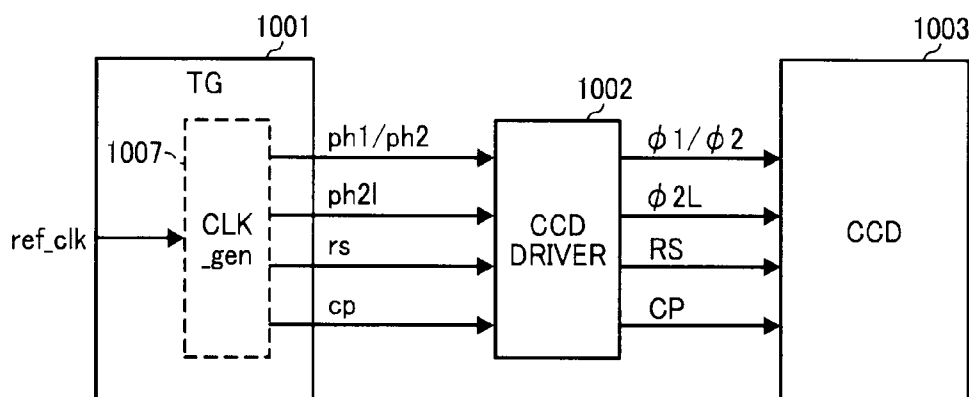 1001
1003
TG
1002
1007
ph1/ph2
ϕ1/ϕ2
ph2l
ϕ2L
ref_clk
CLK
_gen
CCD
DRIVER
CCD
rs
RS
cp
CP